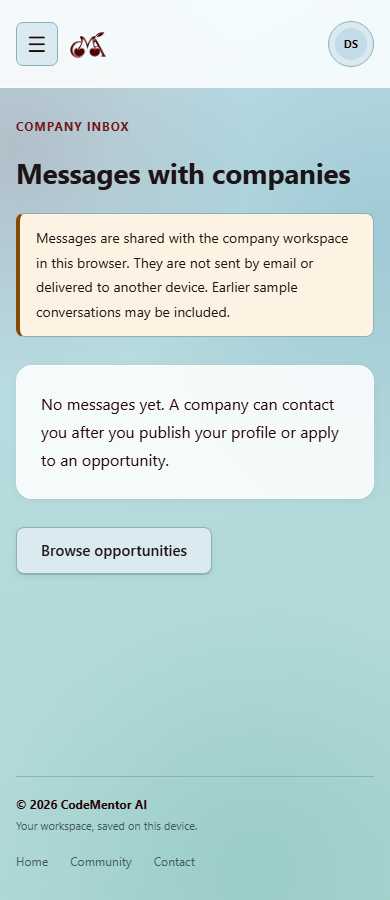 DS
COMPANY INBOX
Messages with companies
Messages are shared with the company workspace
in this browser. They are not sent by email or
delivered to another device. Earlier sample
conversations may be included.
No messages yet. A company can contact
you after you publish your profile or apply
to an opportunity.
Browse opportunities
© 2026 CodeMentor AI
Your workspace, saved on this device.
Home Community Contact